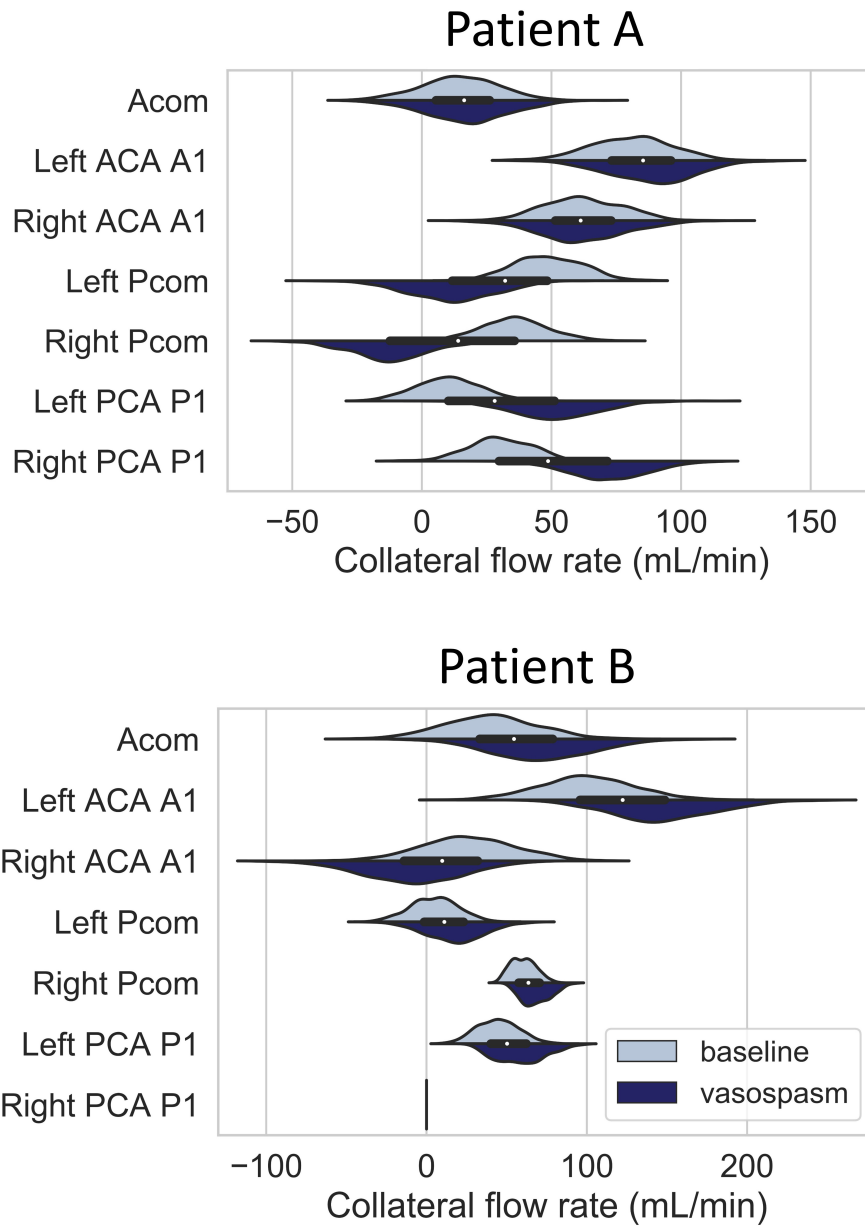 Patient A
Acom
Left ACA A1
Right ACA A1
Left Pcom
Right Pcom
Left PCA P1
Right PCA P1
−50 0 50 100 150
Collateral flow rate (mL/min)
Patient B
Acom
Left ACA A1
Right ACA A1
Left Pcom
Right Pcom
Left PCA P1
Right PCA P1
baseline
vasospasm
−100 0 100 200
Collateral flow rate (mL/min)